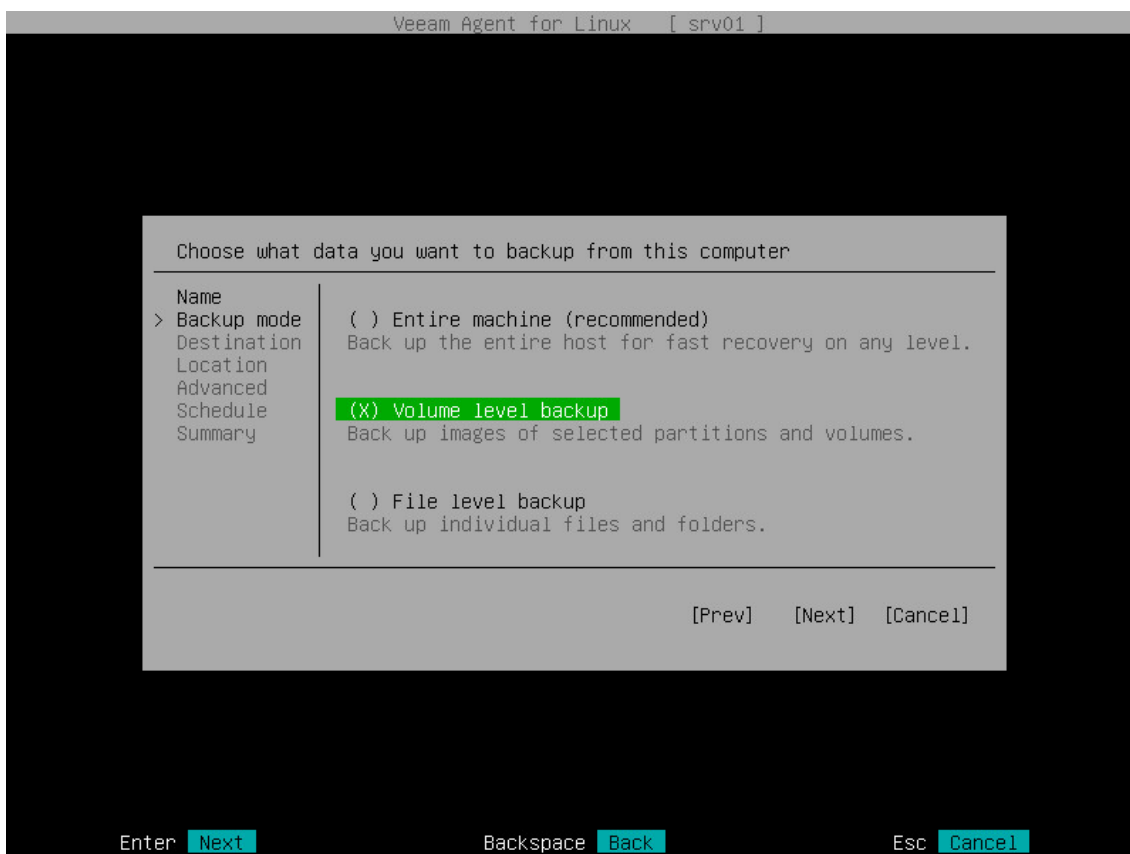 Veeam Agent for Linux [ srv01 ]
Choose what data you want to backup from this computer
Name
> Backup mode
Destination
Location
Advanced
Schedule
Summary
( ) Entire machine (recommended)
Back up the entire host for fast recovery on any level.
(X) Volume level backup
Back up images of selected partitions and volumes.
( ) File level backup
Back up individual files and folders.
[Prev] [Next] [Cancel]
Enter Next Backspace Back Esc Cancel